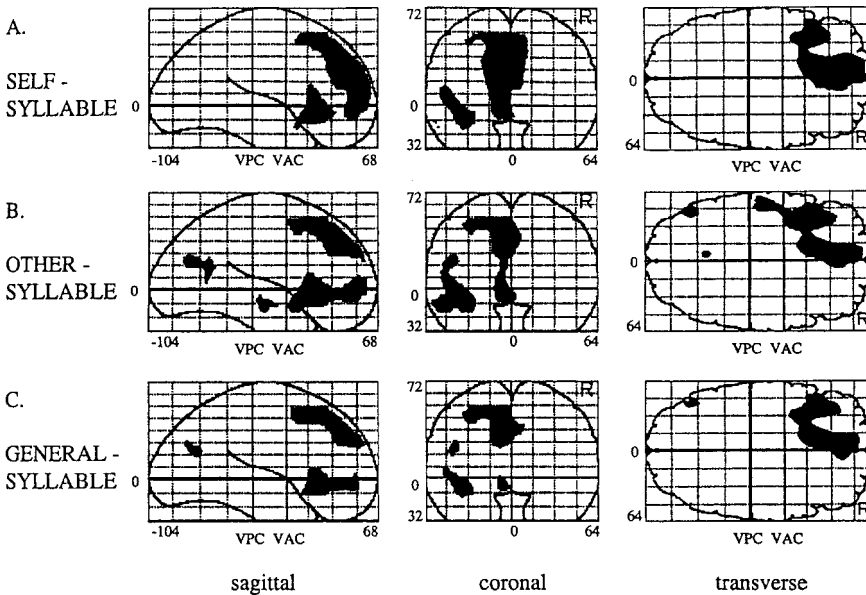 A.
SELF -
SYLLABLE
72
0
-104 VPC VAC 68
R
72
0
32
0 64
0
64
R
VPC VAC
B.
OTHER -
SYLLABLE
0
-104 VPC VAC 68
R
72
0
32
0 64
0
64
R
VPC VAC
C.
GENERAL -
SYLLABLE
0
-104 VPC VAC 68
R
72
0
32
0 64
0
64
R
VPC VAC
sagittal coronal transverse